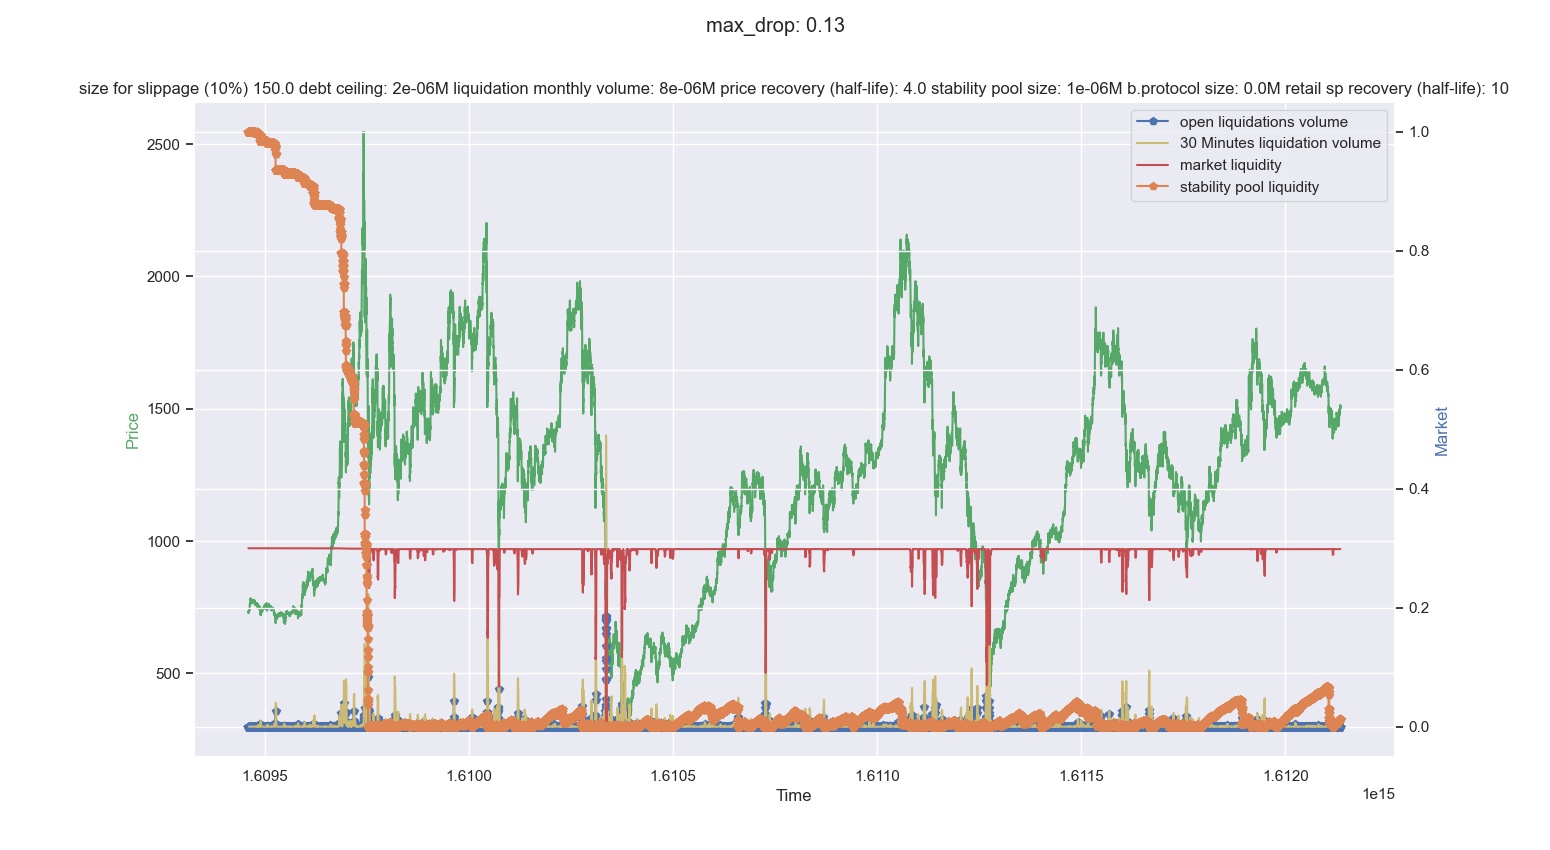 max_drop: 0.13
size for slippage (10%) 150.0 debt ceiling: 2e-06M liquidation monthly volume: 8e-06M price recovery (half-life): 4.0 stability pool size: 1e-06M b.protocol size: 0.0M retail sp recovery (half-life): 10
open liquidations volume
30 Minutes liquidation volume
market liquidity
stability pool liquidity
2500
2000
1500
1000
500
Price
1.0
0.8
0.6
0.4
0.2
0.0
Market
1.6095
1.6100
1.6105
1.6110
1.6115
1.6120
1e15
Time